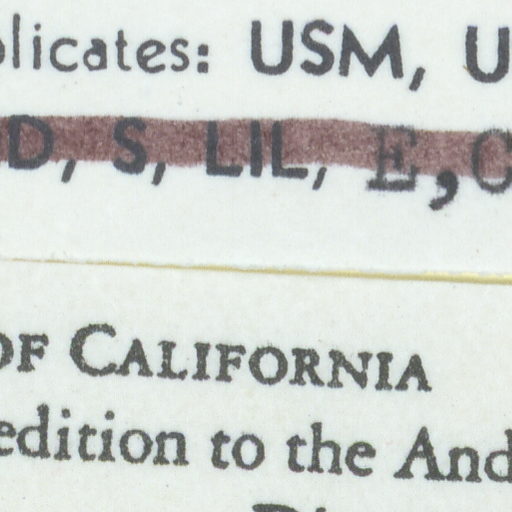 plicates: USM, U
D, S, LIL, E, C
OF CALIFORNIA
edition to the And